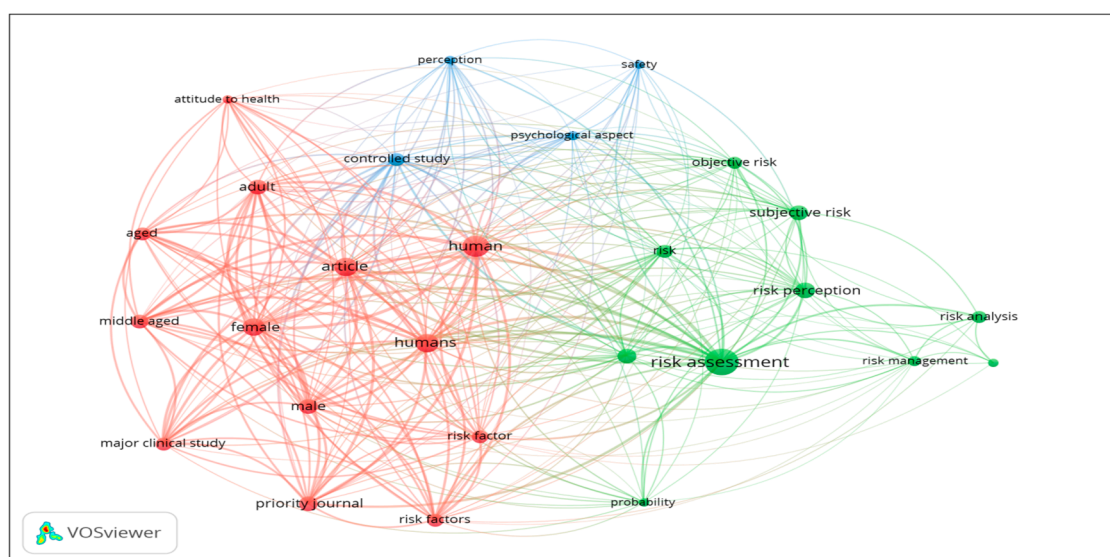 perception
safety
attitude to health
psychological aspect
controlled study
objective risk
adult
subjective risk
aged
human
risk
article
risk perception
risk analysis
middle aged
female
humans
risk assessment
risk management
male
risk factor
major clinical study
priority journal
probability
risk factors
VOSviewer